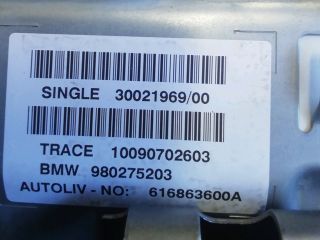 SINGLE 30021969/00
TRACE 10090702603
BMW 980275203
AUTOLIV - NO: 616863600A